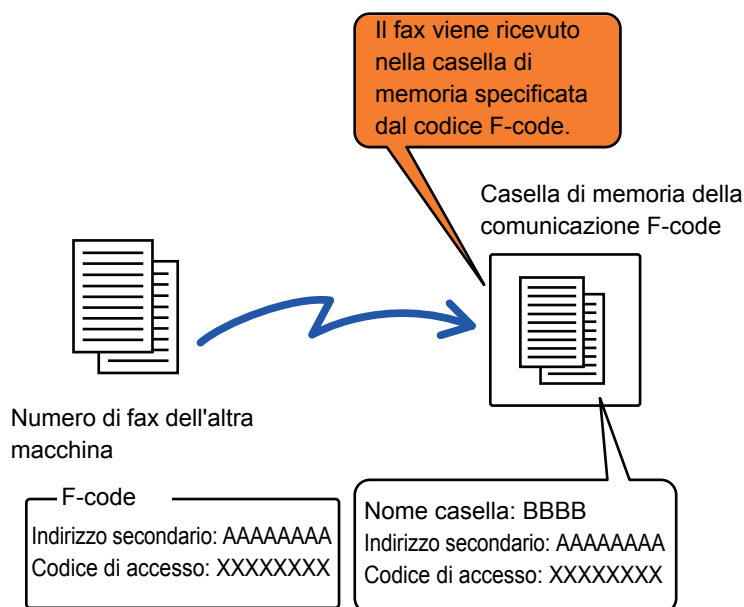 Il fax viene ricevuto
nella casella di
memoria specificata
dal codice F-code.
Casella di memoria della
comunicazione F-code
Numero di fax dell'altra
macchina
F-code
Indirizzo secondario: AAAAAAAA
Codice di accesso: XXXXXXXX
Nome casella: BBBB
Indirizzo secondario: AAAAAAAA
Codice di accesso: XXXXXXXX